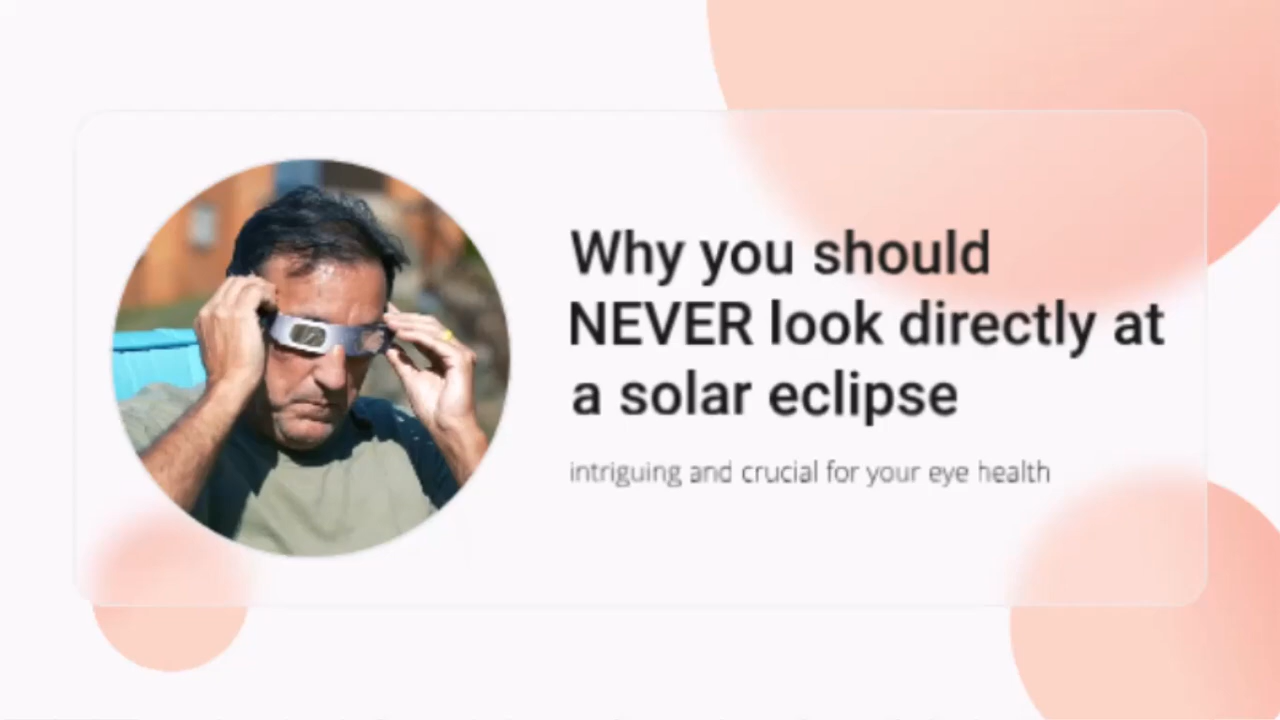 Why you should
NEVER look directly at
a solar eclipse
intriguing and crucial for your eye health